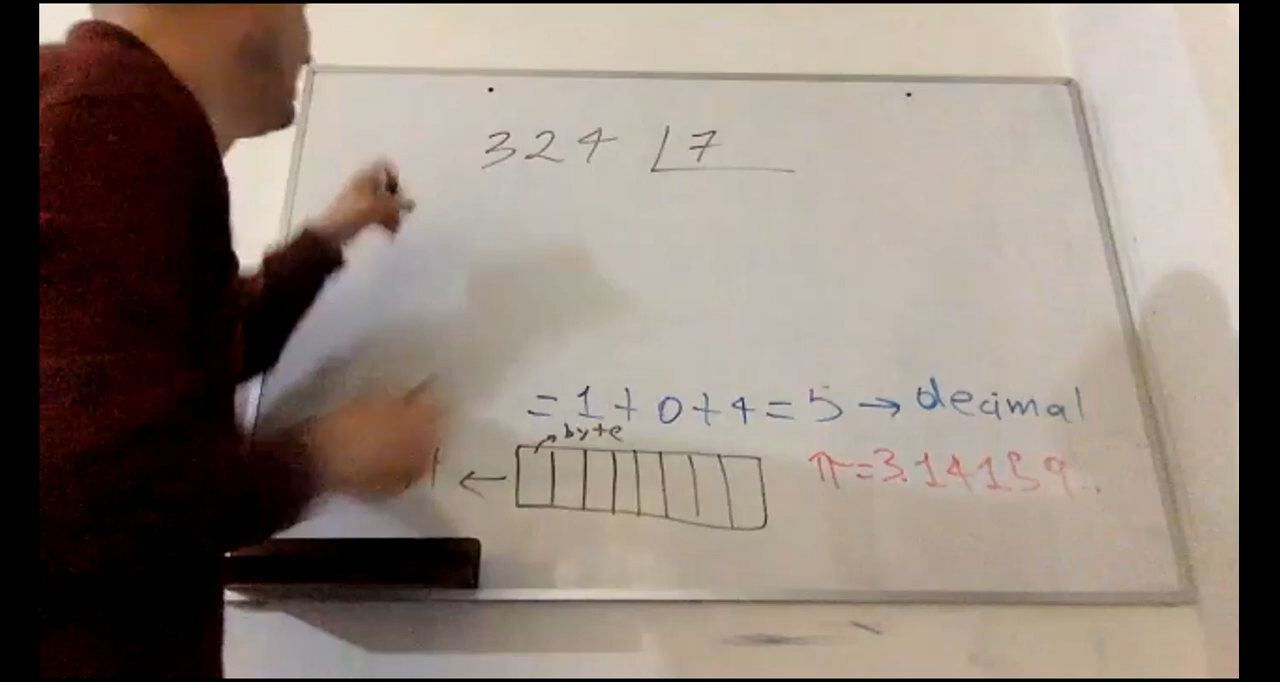 324 7
= 1 + 0 + 4 = 5 → decimal
byte
←
π = 3.14159..